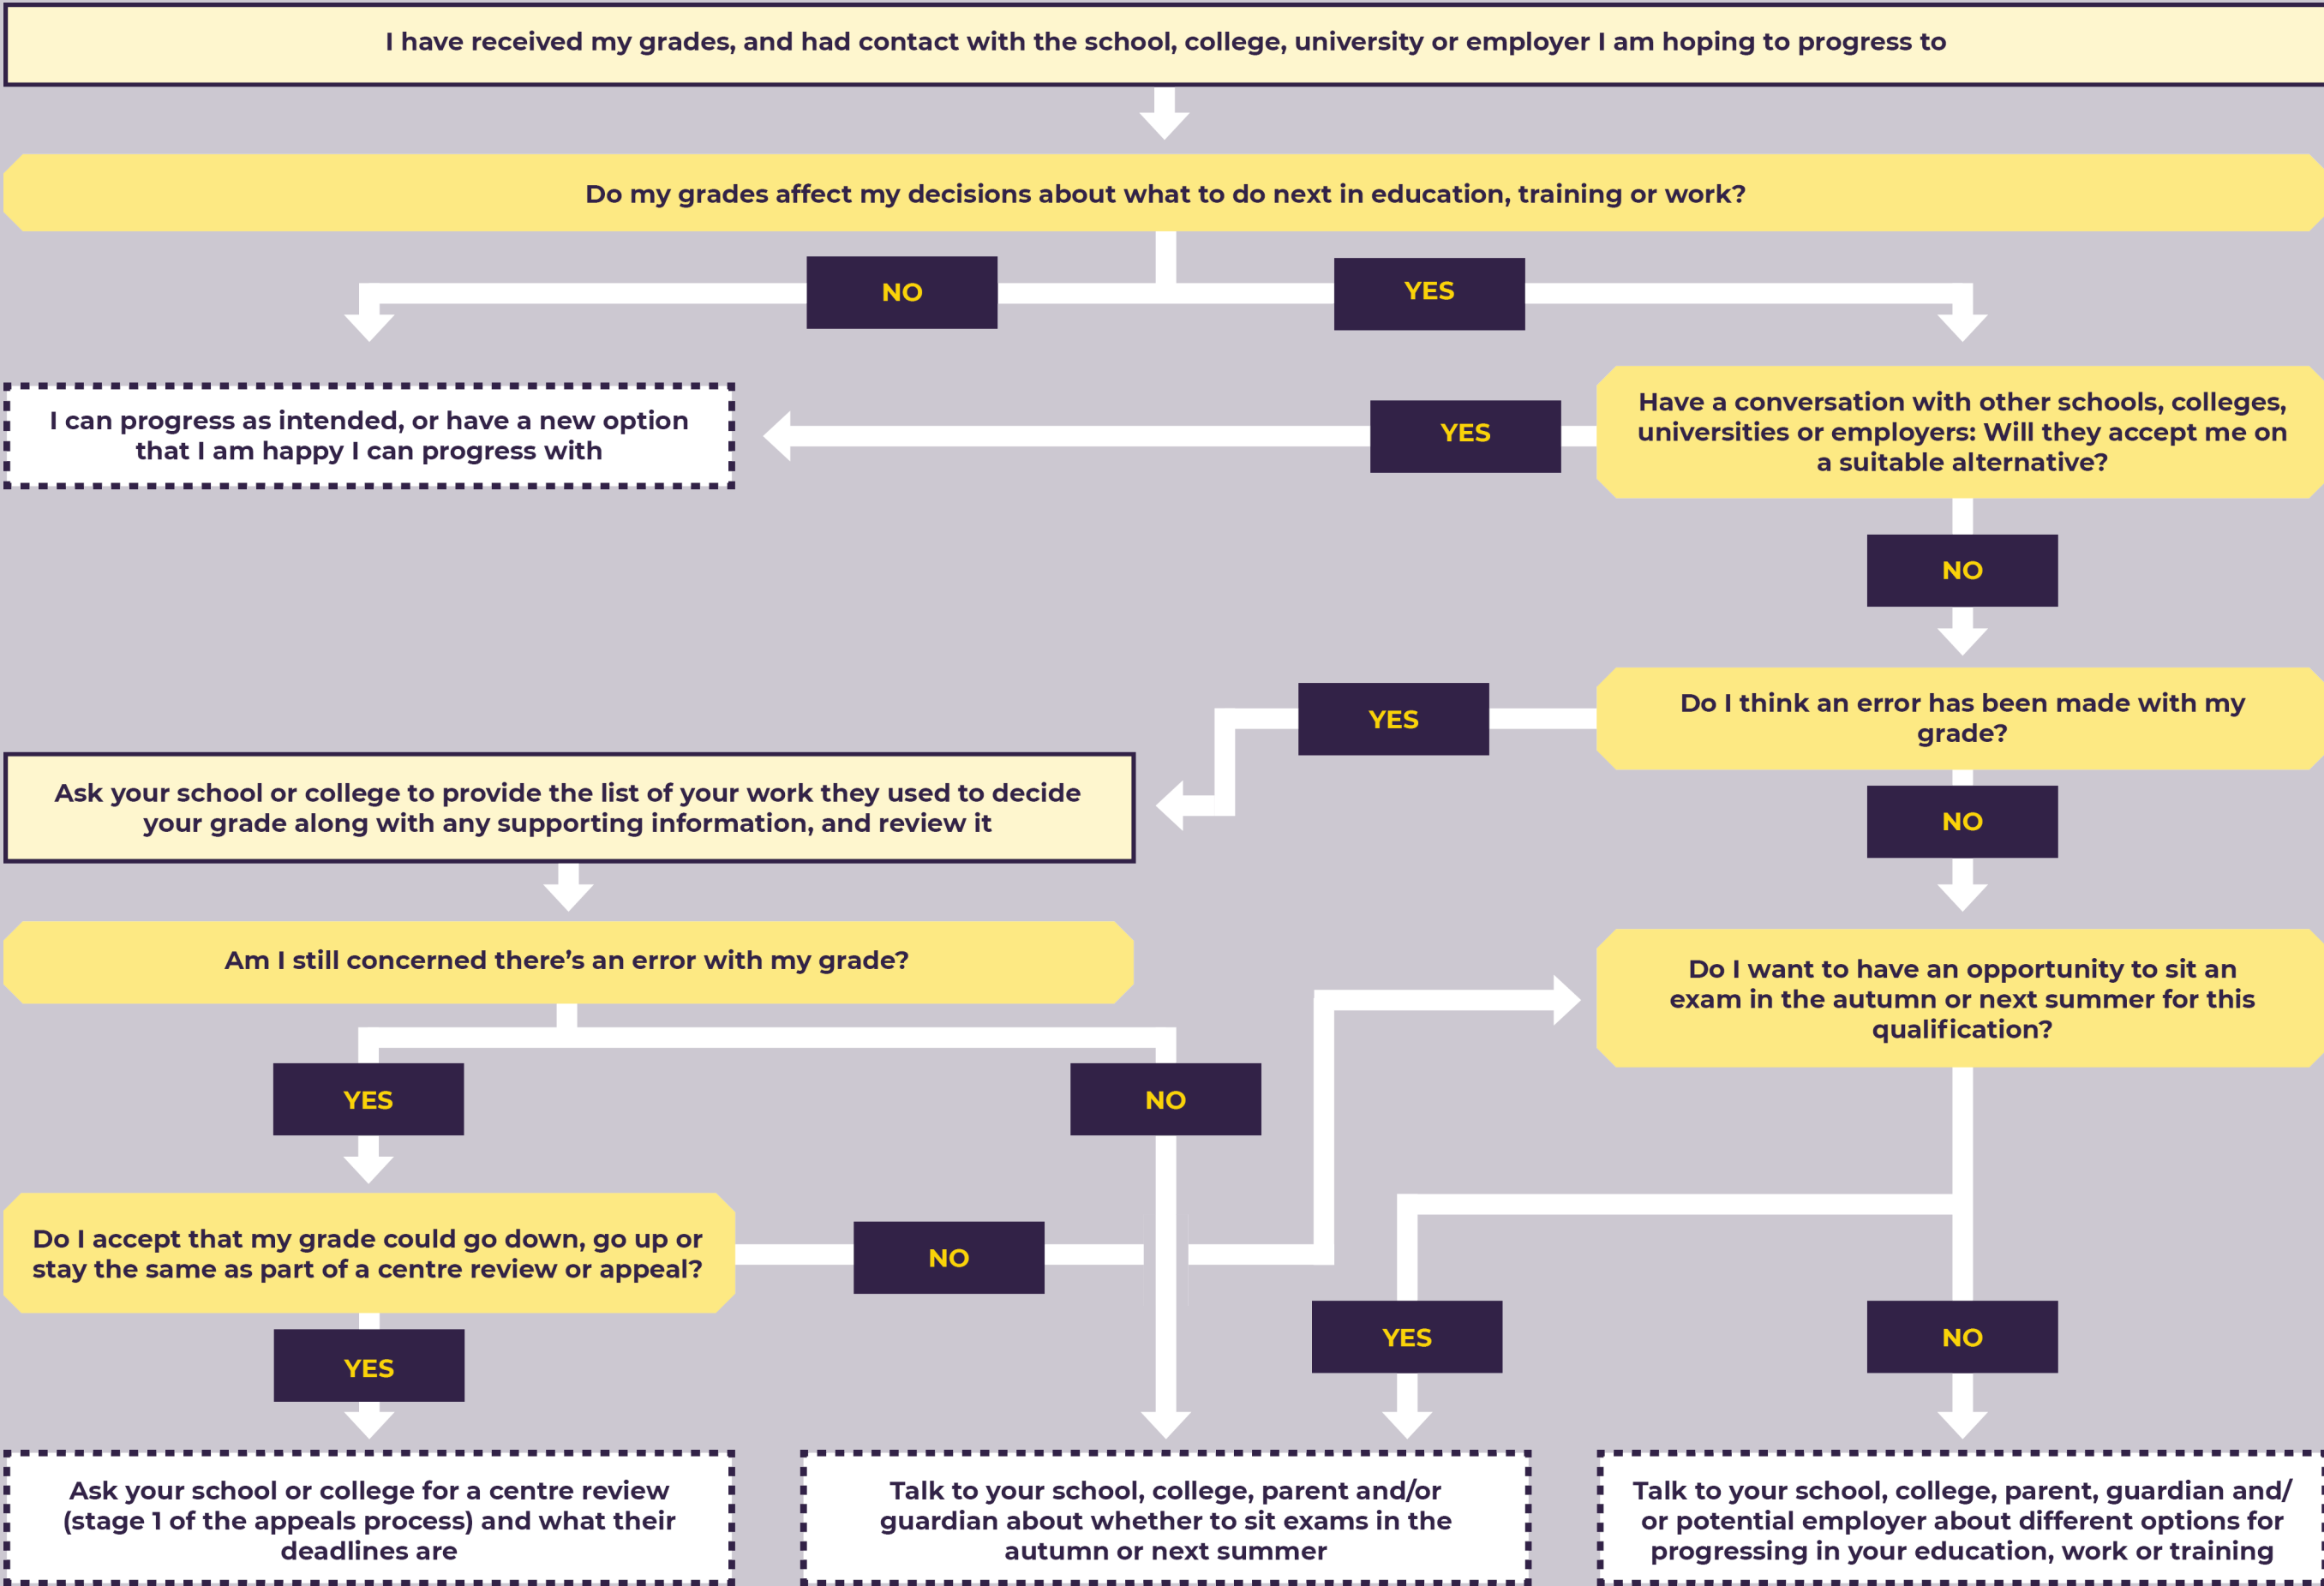 I have received my grades, and had contact with the school, college, university or employer I am hoping to progress to
Do my grades affect my decisions about what to do next in education, training or work?
NO
YES
I can progress as intended, or have a new option
that I am happy I can progress with
YES
Have a conversation with other schools, colleges,
universities or employers: Will they accept me on
a suitable alternative?
NO
YES
Do I think an error has been made with my
grade?
Ask your school or college to provide the list of your work they used to decide
your grade along with any supporting information, and review it
NO
Am I still concerned there’s an error with my grade?
Do I want to have an opportunity to sit an
exam in the autumn or next summer for this
qualification?
YES
NO
Do I accept that my grade could go down, go up or
stay the same as part of a centre review or appeal?
NO
YES
YES
NO
Ask your school or college for a centre review
(stage 1 of the appeals process) and what their
deadlines are
Talk to your school, college, parent and/or
guardian about whether to sit exams in the
autumn or next summer
Talk to your school, college, parent, guardian and/
or potential employer about different options for
progressing in your education, work or training